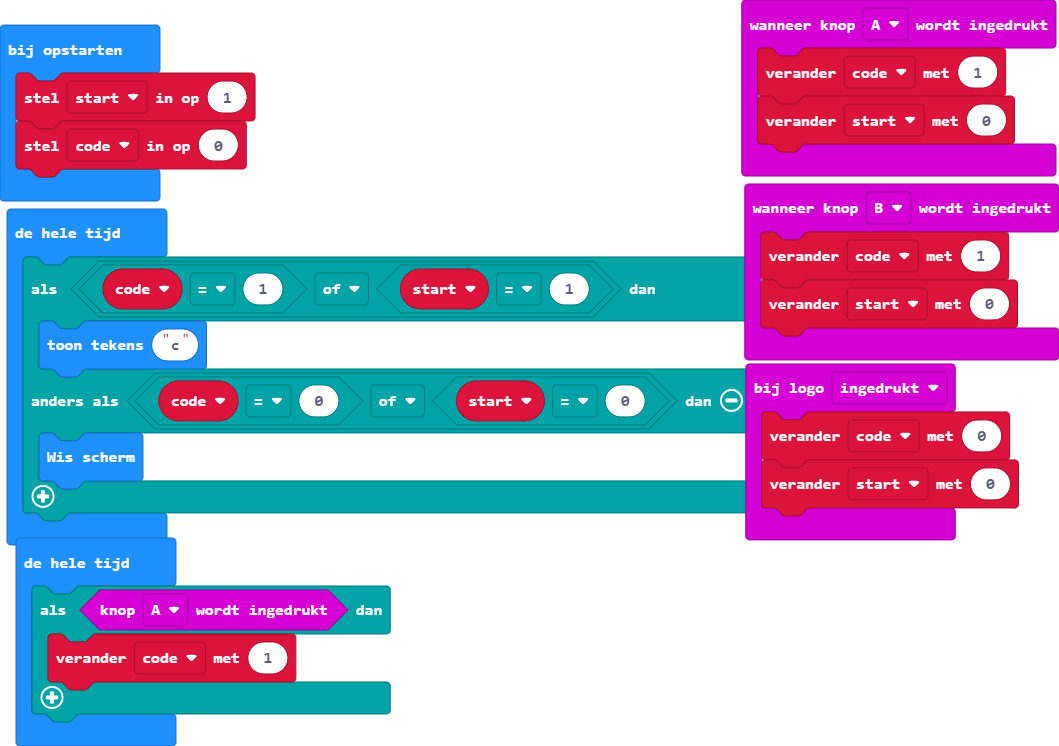 bij opstarten
stel start in op 1
stel code in op 0
de hele tijd
als code = 1 of start = 1 dan
toon tekens "c"
anders als code = 0 of start = 0 dan
Wis scherm
de hele tijd
als knop A wordt ingedrukt dan
verander code met 1
wanneer knop A wordt ingedrukt
verander code met 1
verander start met 0
wanneer knop B wordt ingedrukt
verander code met 1
verander start met 0
bij logo ingedrukt
verander code met 0
verander start met 0